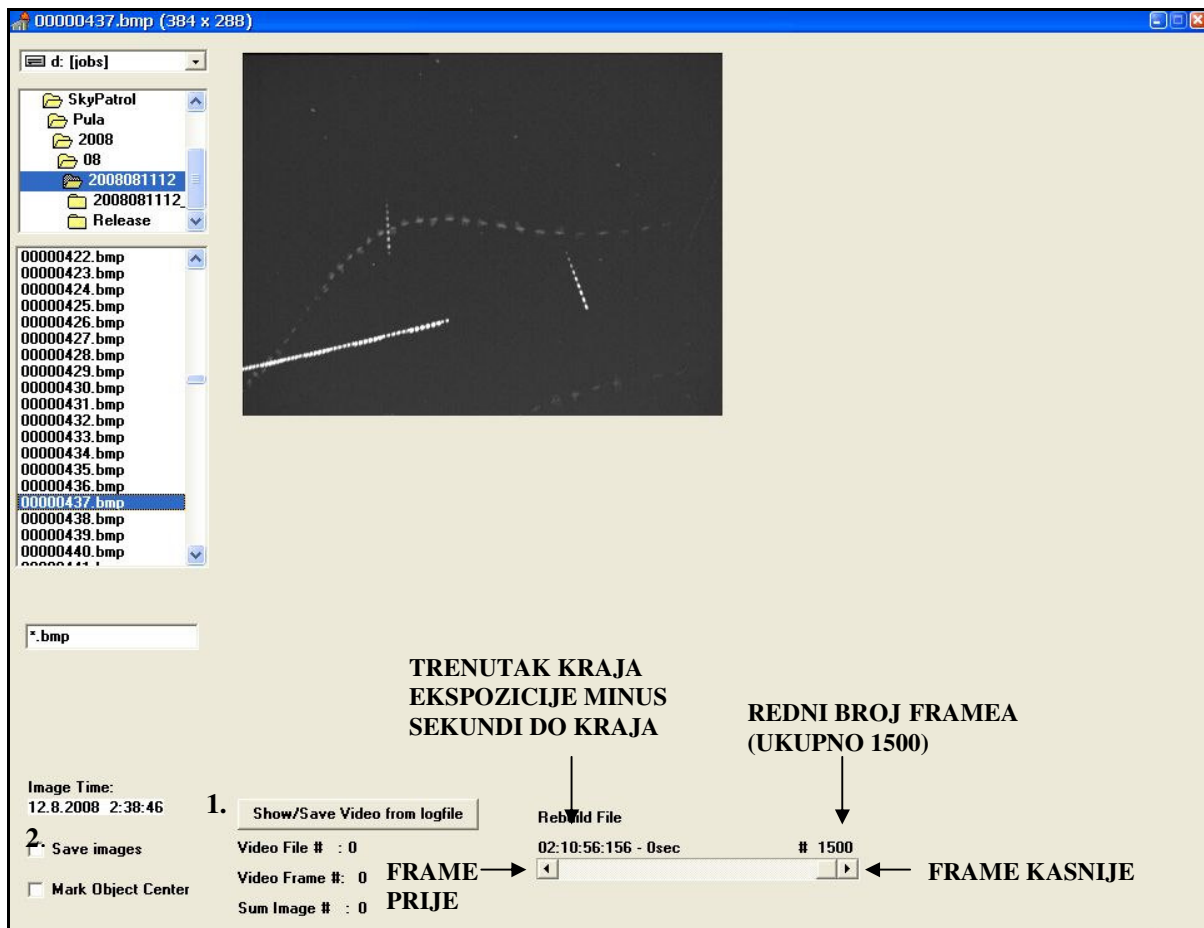 00000437.bmp (384 x 288)
d: [jobs]
SkyPatrol
Pula
2008
08
2008081112
2008081112_
Release
00000422.bmp
00000423.bmp
00000424.bmp
00000425.bmp
00000426.bmp
00000427.bmp
00000428.bmp
00000429.bmp
00000430.bmp
00000431.bmp
00000432.bmp
00000433.bmp
00000434.bmp
00000435.bmp
00000436.bmp
00000437.bmp
00000438.bmp
00000439.bmp
00000440.bmp
*.bmp
TRENUTAK KRAJA
EKSPOZICIJE MINUS
SEKUNDI DO KRAJA
REDNI BROJ FRAMEA
(UKUPNO 1500)
Image Time:
12.8.2008 2:38:46
1.
Show/Save Video from logfile
Rebuild File
2.
Save images
Video File # : 0
02:10:56:156 - 0sec
# 1500
Mark Object Center
Video Frame #: 0
FRAME
PRIJE
FRAME KASNIJE
Sum Image # : 0